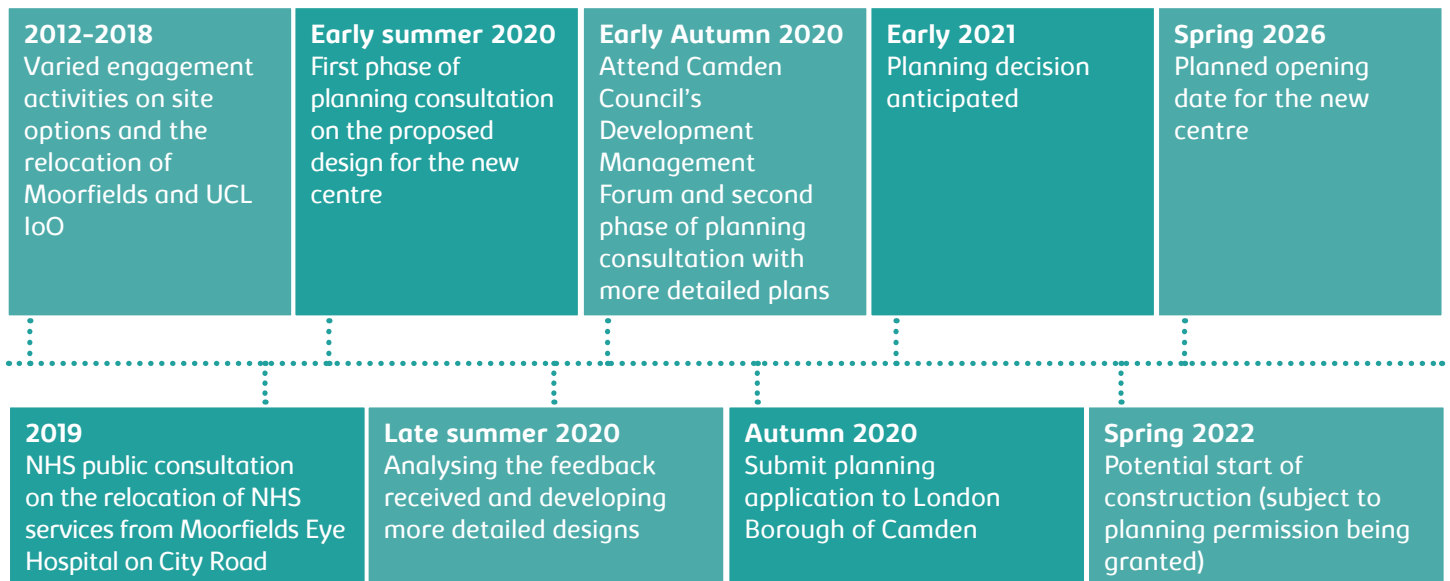 2012-2018
Varied engagement
activities on site
options and the
relocation of
Moorfields and UCL
IoO
Early summer 2020
First phase of
planning consultation
on the proposed
design for the new
centre
Early Autumn 2020
Attend Camden
Council’s
Development
Management
Forum and second
phase of planning
consultation with
more detailed plans
Early 2021
Planning decision
anticipated
Spring 2026
Planned opening
date for the new
centre
2019
NHS public consultation
on the relocation of NHS
services from Moorfields Eye
Hospital on City Road
Late summer 2020
Analysing the feedback
received and developing
more detailed designs
Autumn 2020
Submit planning
application to London
Borough of Camden
Spring 2022
Potential start of
construction (subject to
planning permission being
granted)